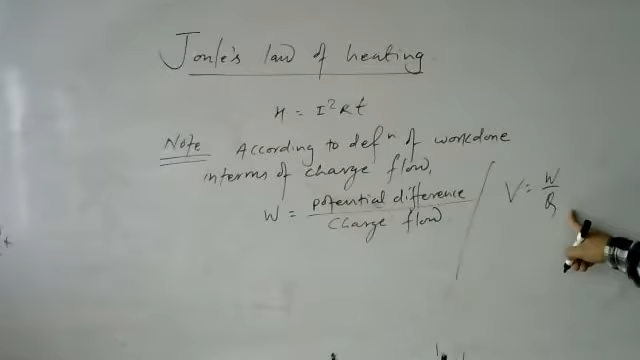 Joule's law of heating
H = I²Rt
Note According to defⁿ of workdone
interms of charge flow,
W = potential difference / charge flow
V = W / Q